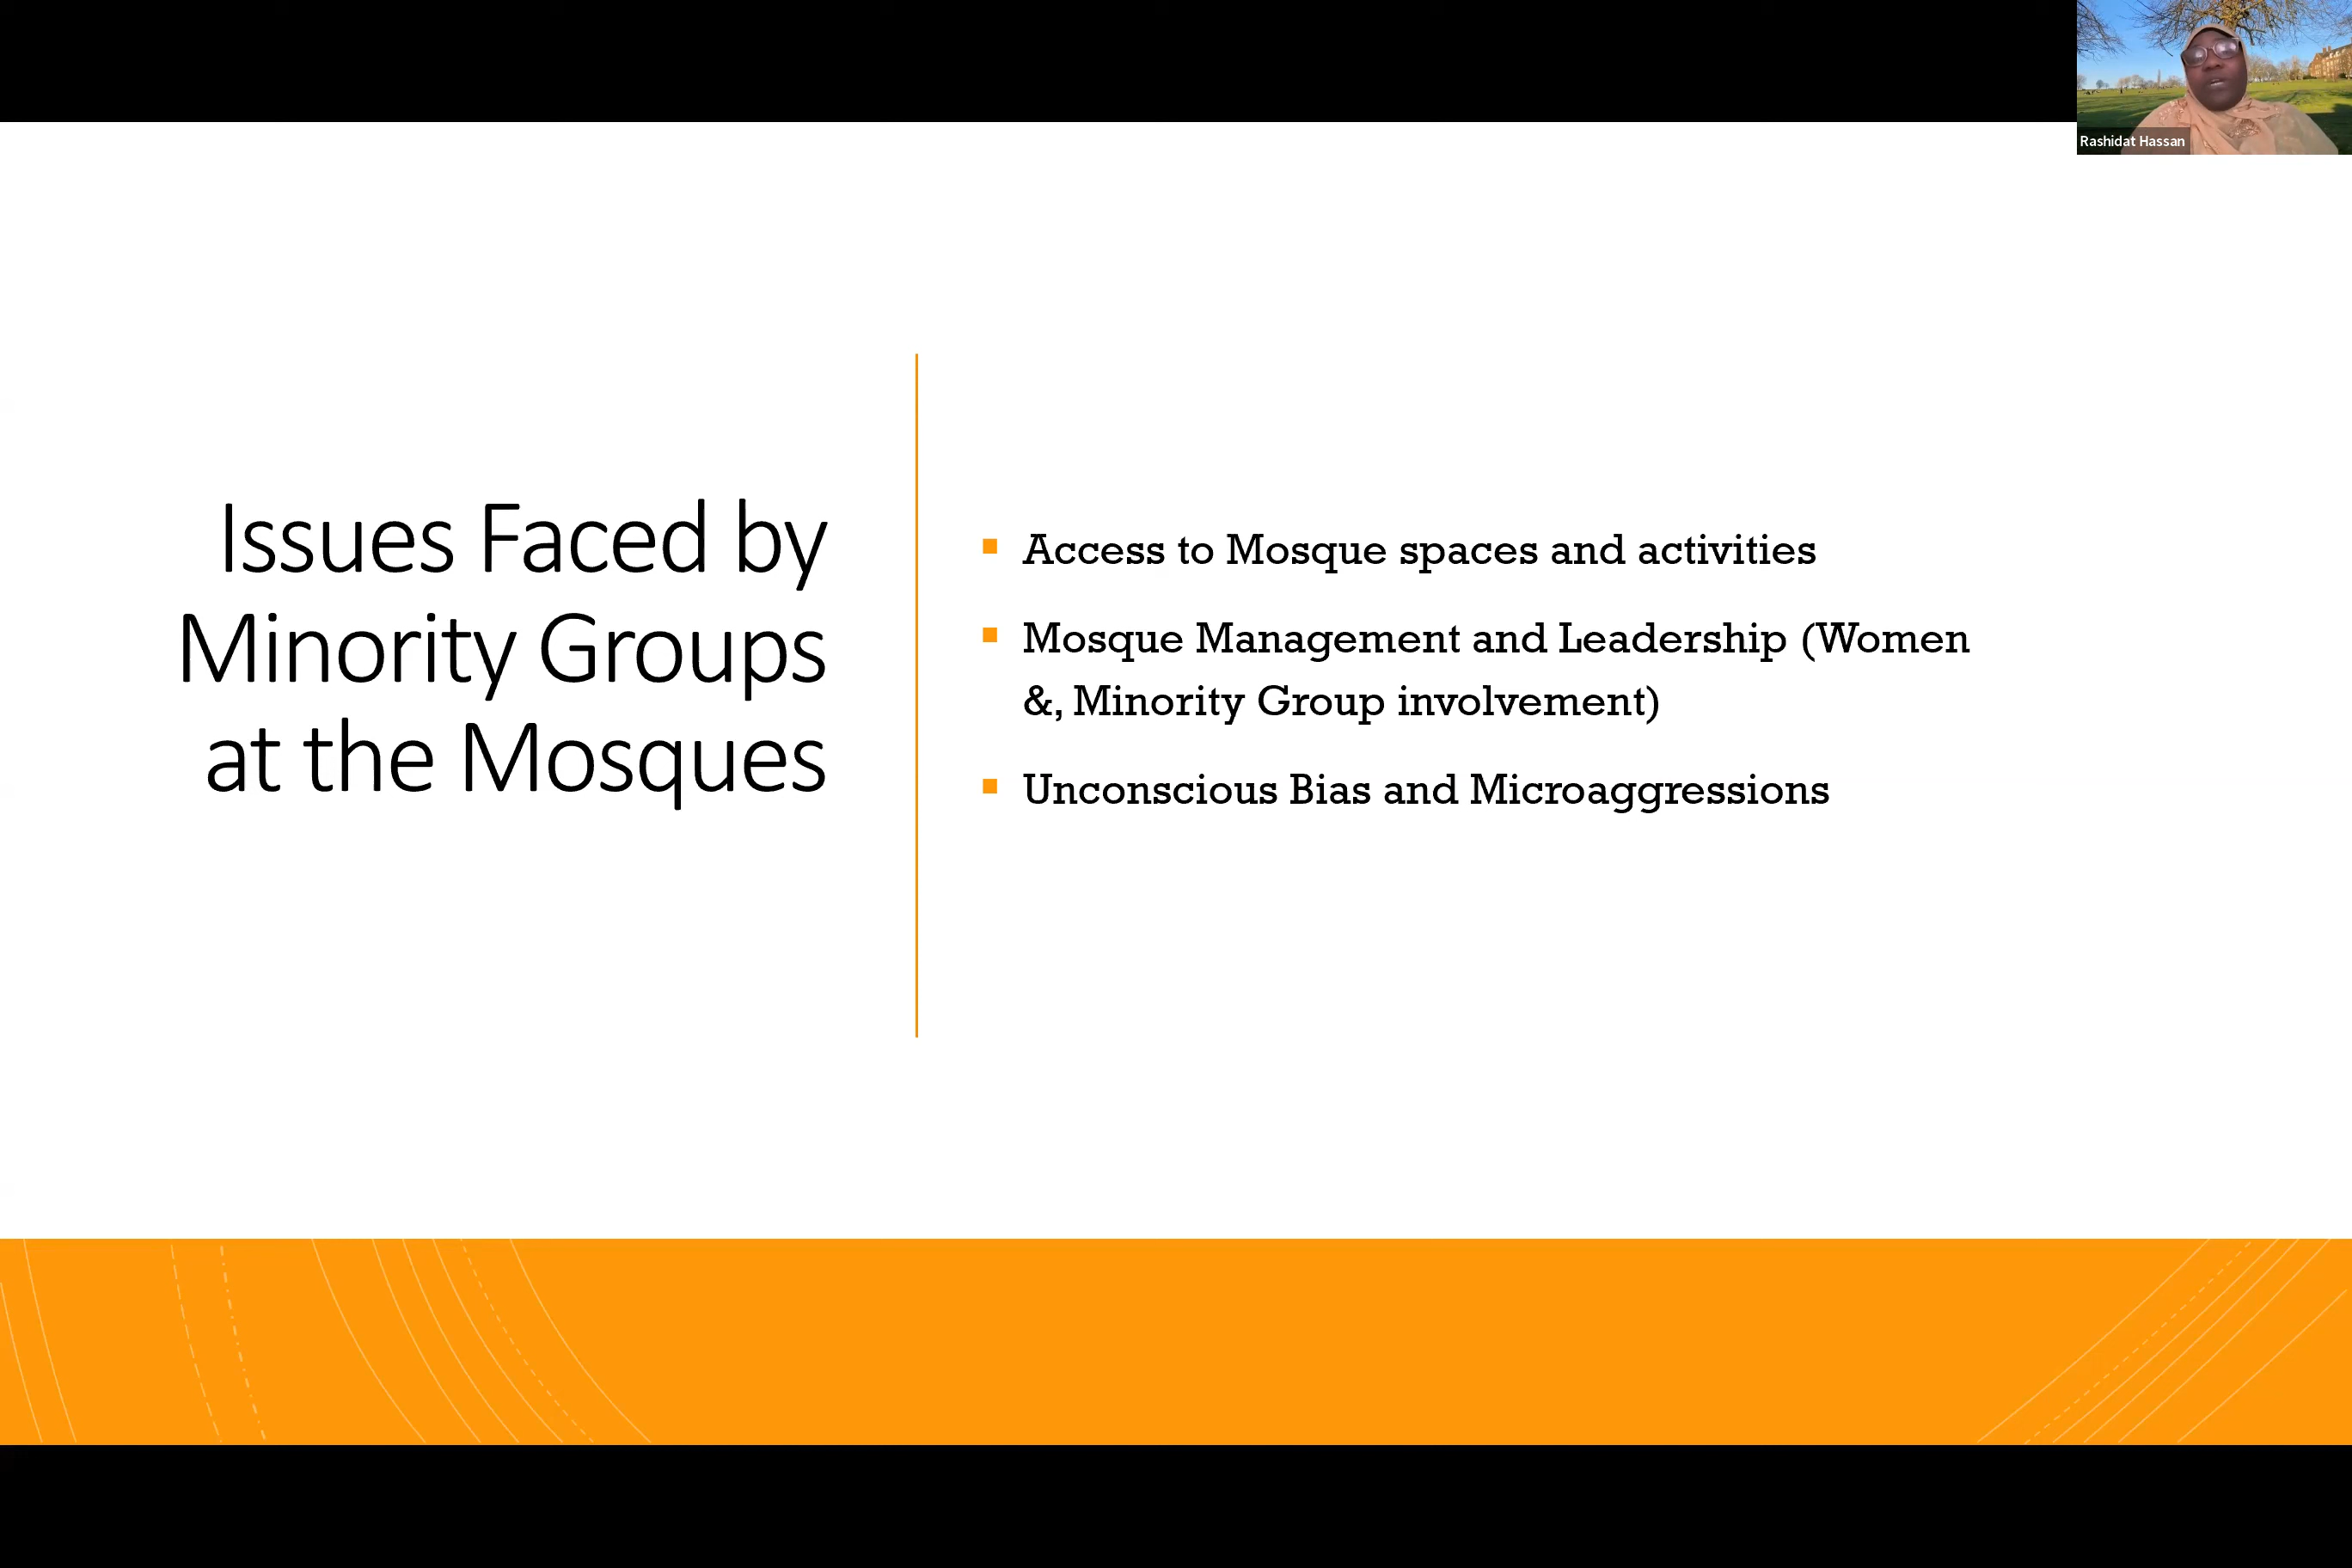 Rashidat Hassan
Issues Faced by
Minority Groups
at the Mosques
Access to Mosque spaces and activities
Mosque Management and Leadership (Women
&, Minority Group involvement)
Unconscious Bias and Microaggressions